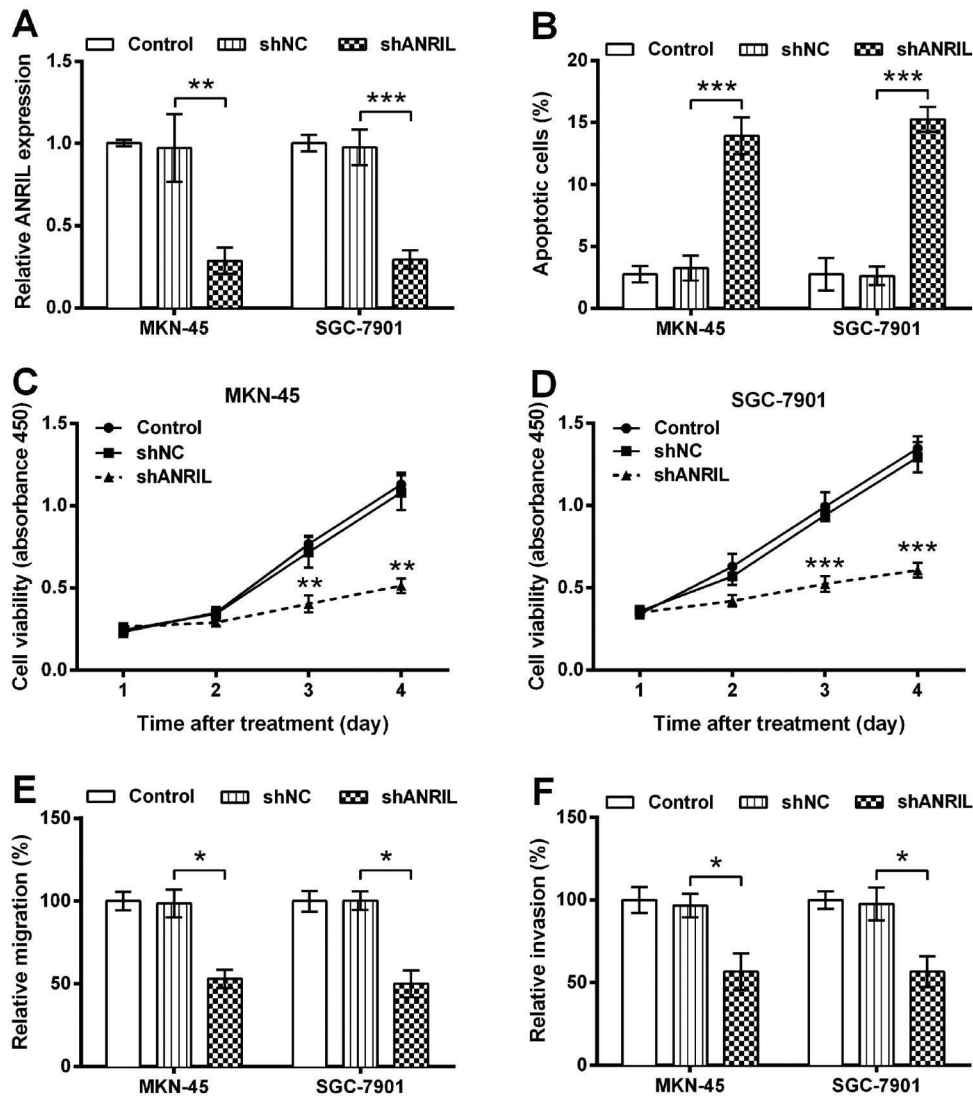 A
Control shNC shANRIL
Relative ANRIL expression
1.5
1.0
0.5
0.0
** ***
MKN-45 SGC-7901
B
Control shNC shANRIL
Apoptotic cells (%)
20
15
10
5
0
*** ***
MKN-45 SGC-7901
C
MKN-45
Cell viability (absorbance 450)
1.5
1.0
0.5
0.0
Control
shNC
shANRIL
** **
1 2 3 4
Time after treatment (day)
D
SGC-7901
Cell viability (absorbance 450)
1.5
1.0
0.5
0.0
Control
shNC
shANRIL
*** ***
1 2 3 4
Time after treatment (day)
E
Control shNC shANRIL
Relative migration (%)
150
100
50
0
* *
MKN-45 SGC-7901
F
Control shNC shANRIL
Relative invasion (%)
150
100
50
0
* *
MKN-45 SGC-7901